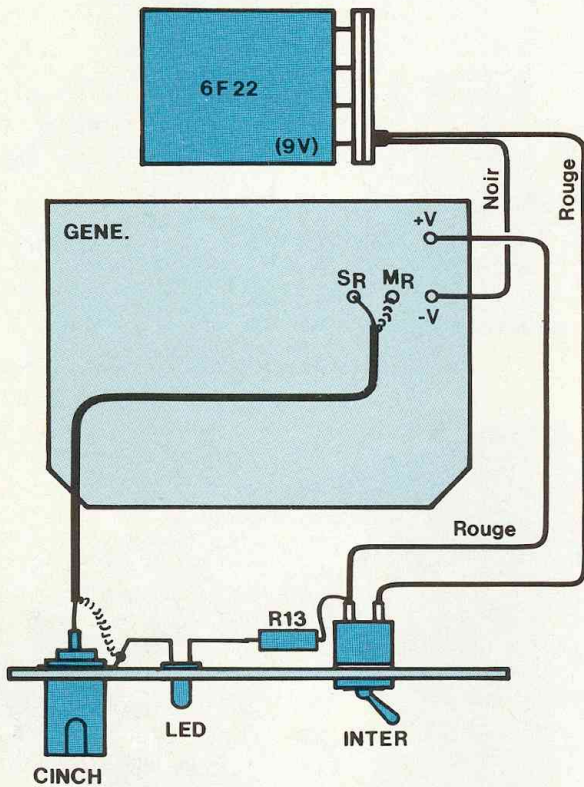 6F22
(9V)
Noir
Rouge
GENE.
+V
SR MR
-V
Rouge
R13
LED
INTER
CINCH